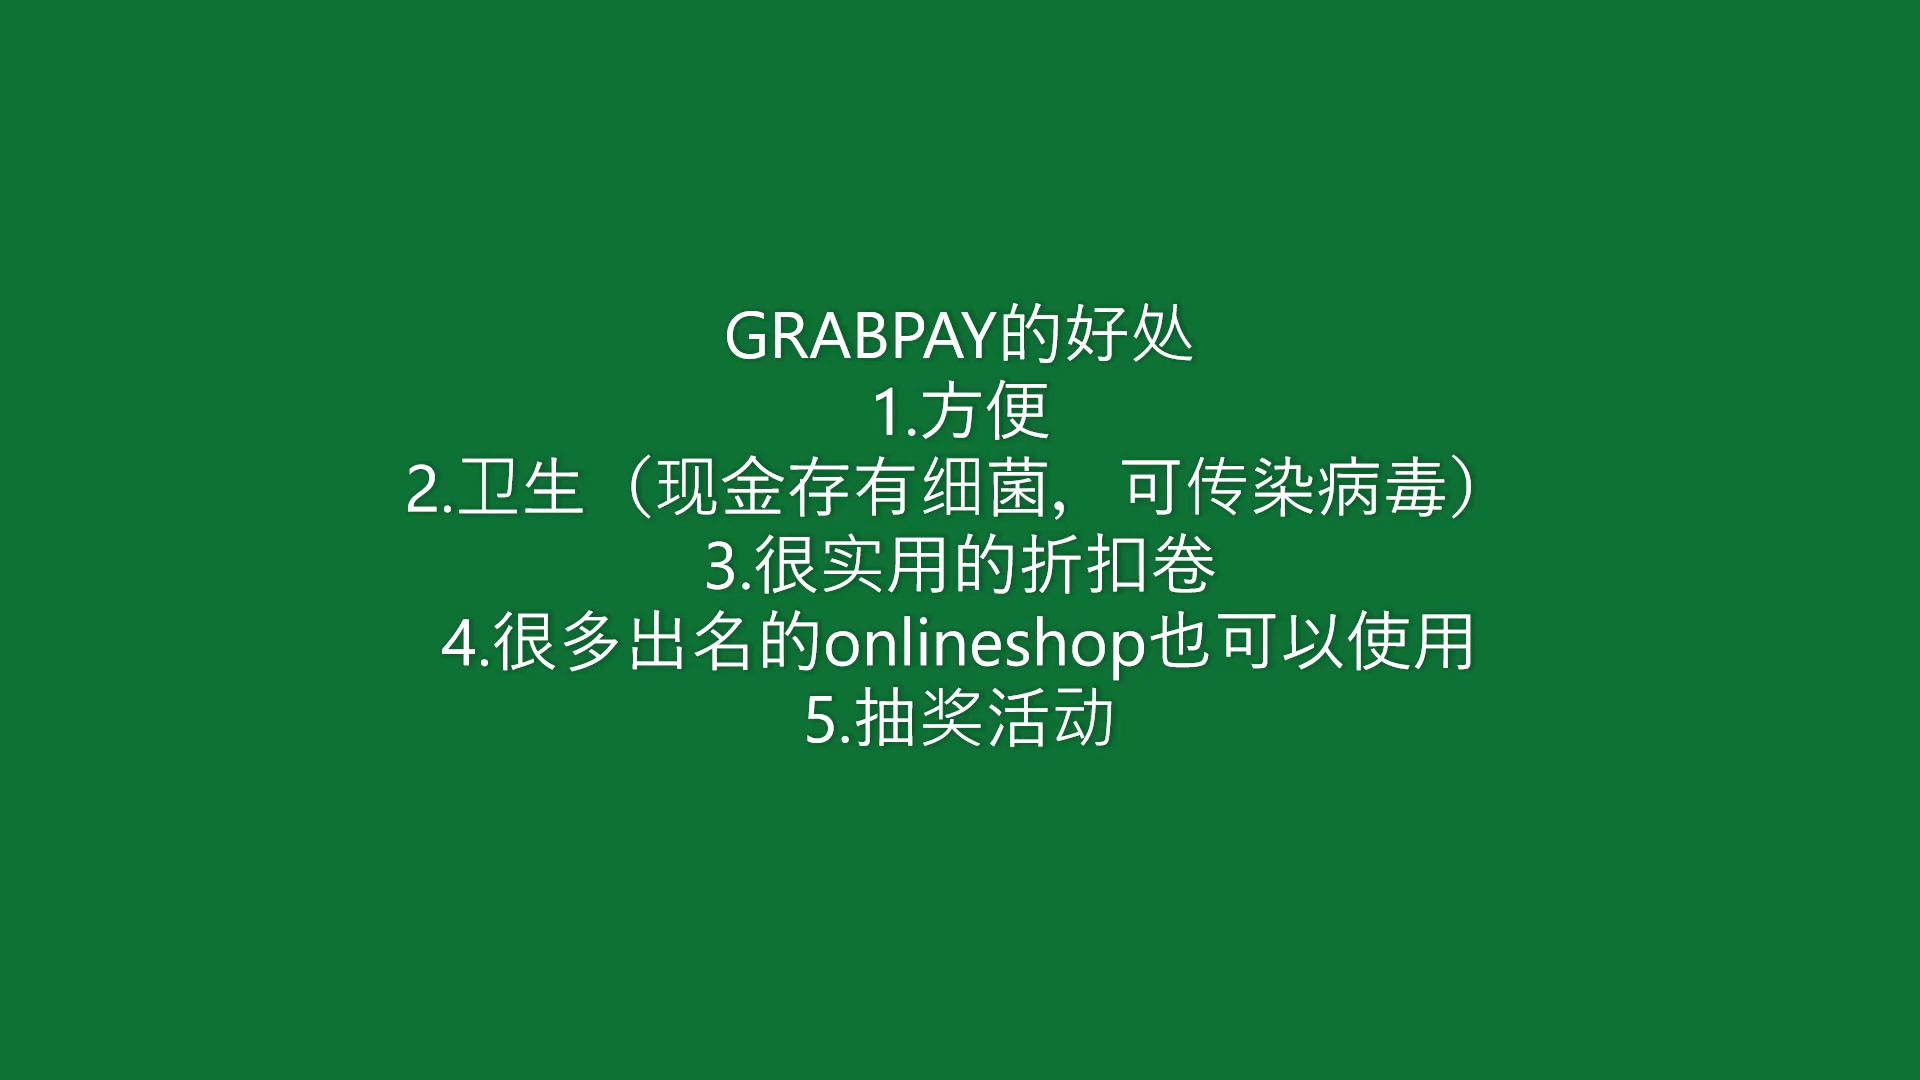 GRABPAY的好处
1.方便
2.卫生（现金存有细菌， 可传染病毒）
3.很实用的折扣卷
4.很多出名的onlineshop也可以使用
5.抽奖活动